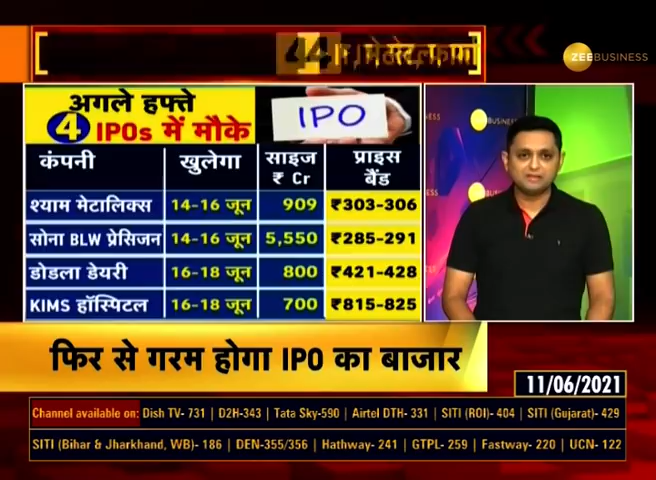 ZEEBUSINESS
अगले हफ्ते
4 IPOs में मौके
IPO
कंपनी खुलेगा साइज ₹ Cr प्राइस बैंड
श्याम मेटालिक्स 14-16 जून 909 ₹303-306
सोना BLW प्रेसिजन 14-16 जून 5,550 ₹285-291
डोडला डेयरी 16-18 जून 800 ₹421-428
KIMS हॉस्पिटल 16-18 जून 700 ₹815-825
फिर से गरम होगा IPO का बाजार
11/06/2021
Channel available on: Dish TV- 731 | D2H-343 | Tata Sky-590 | Airtel DTH- 331 | SITI (ROI)- 404 | SITI (Gujarat)- 429
SITI (Bihar & Jharkhand, WB)- 186 | DEN-355/356 | Hathway- 241 | GTPL- 259 | Fastway- 220 | UCN- 122